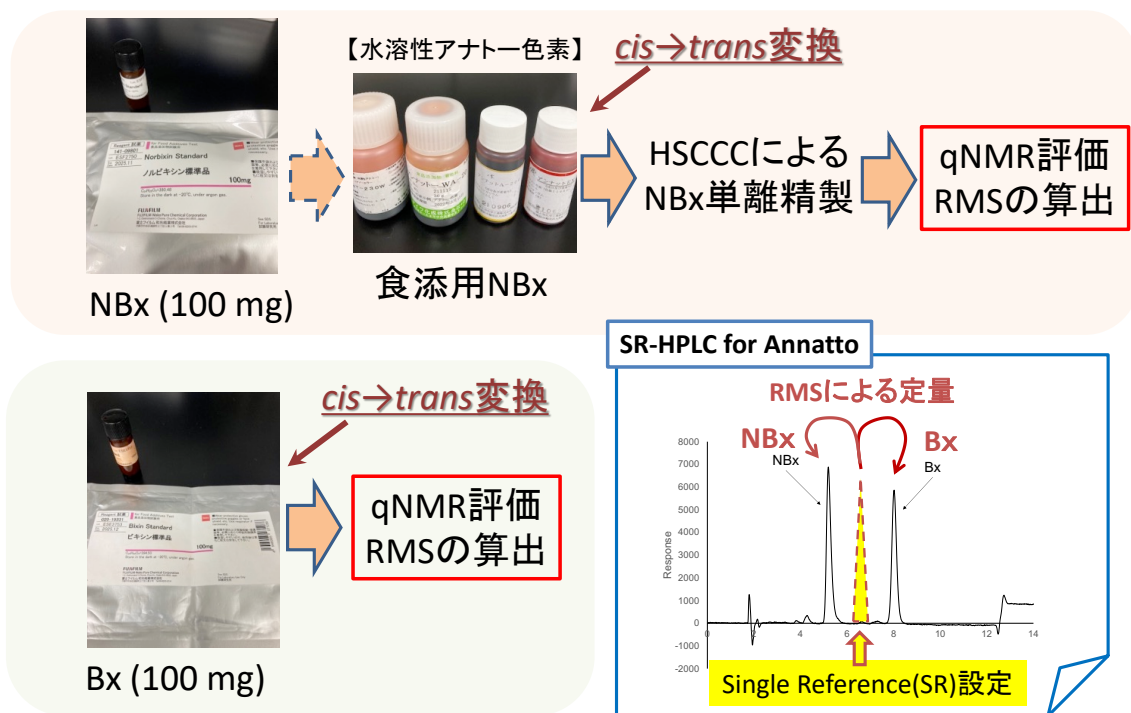 【水溶性アナトー色素】
cis→trans変換
Norbixin Standard
ノルビキシン標準品
100mg
FUJIFILM
NBx (100 mg)
食添用NBx
HSCCCによる
NBx単離精製
qNMR評価
RMSの算出
cis→trans変換
Bixin Standard
ビキシン標準品
100mg
Bx (100 mg)
qNMR評価
RMSの算出
SR-HPLC for Annatto
RMSによる定量
NBx
Bx
NBx
Bx
Response
8000
7000
6000
5000
4000
3000
2000
1000
0
-1000
-2000
0 2 4 6 8 10 12 14
Single Reference(SR)設定